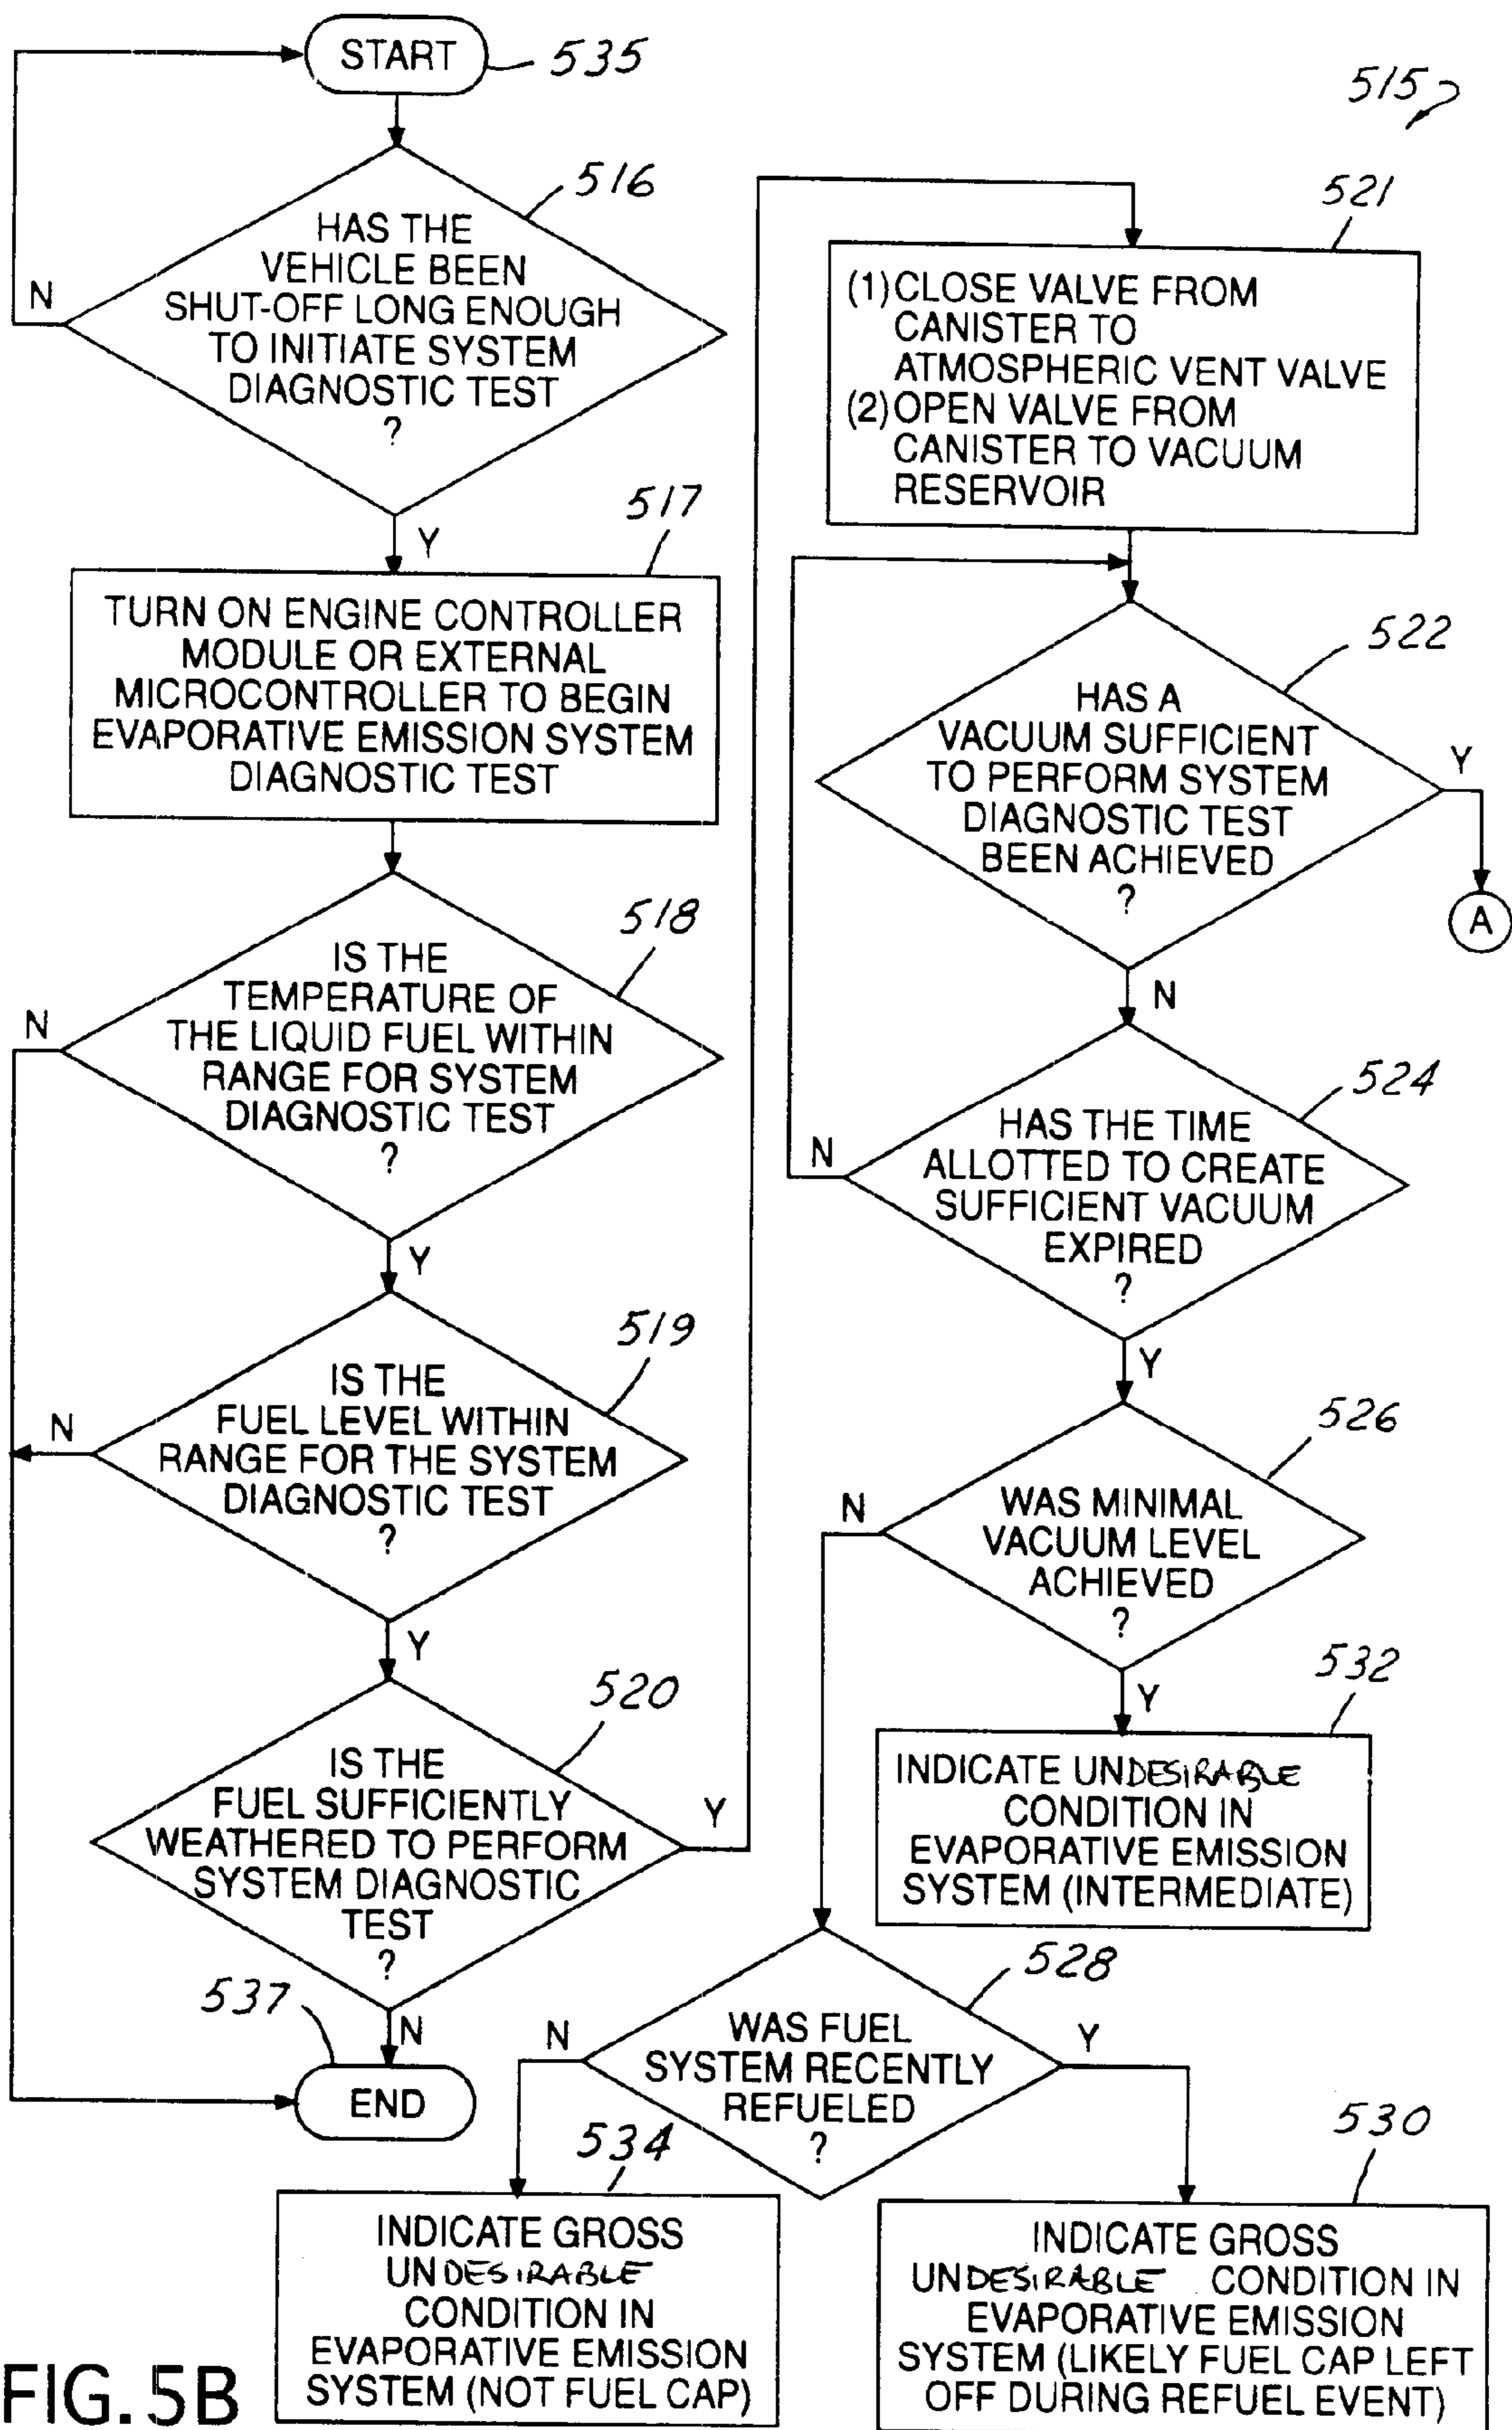 START
535
516
HAS THE
VEHICLE BEEN
SHUT-OFF LONG ENOUGH
TO INITIATE SYSTEM
DIAGNOSTIC TEST
?
N
Y
517
TURN ON ENGINE CONTROLLER
MODULE OR EXTERNAL
MICROCONTROLLER TO BEGIN
EVAPORATIVE EMISSION SYSTEM
DIAGNOSTIC TEST
518
IS THE
TEMPERATURE OF
THE LIQUID FUEL WITHIN
RANGE FOR SYSTEM
DIAGNOSTIC TEST
?
N
Y
519
IS THE
FUEL LEVEL WITHIN
RANGE FOR THE SYSTEM
DIAGNOSTIC TEST
?
N
Y
520
IS THE
FUEL SUFFICIENTLY
WEATHERED TO PERFORM
SYSTEM DIAGNOSTIC
TEST
?
Y
N
537
END
515
521
(1) CLOSE VALVE FROM
CANISTER TO
ATMOSPHERIC VENT VALVE
(2) OPEN VALVE FROM
CANISTER TO VACUUM
RESERVOIR
522
HAS A
VACUUM SUFFICIENT
TO PERFORM SYSTEM
DIAGNOSTIC TEST
BEEN ACHIEVED
?
Y
A
N
524
HAS THE TIME
ALLOTTED TO CREATE
SUFFICIENT VACUUM
EXPIRED
?
N
Y
526
WAS MINIMAL
VACUUM LEVEL
ACHIEVED
?
N
Y
532
INDICATE UNDESIRABLE
CONDITION IN
EVAPORATIVE EMISSION
SYSTEM (INTERMEDIATE)
528
WAS FUEL
SYSTEM RECENTLY
REFUELED
?
N
Y
534
INDICATE GROSS
UNDESIRABLE
CONDITION IN
EVAPORATIVE EMISSION
SYSTEM (NOT FUEL CAP)
530
INDICATE GROSS
UNDESIRABLE CONDITION IN
EVAPORATIVE EMISSION
SYSTEM (LIKELY FUEL CAP LEFT
OFF DURING REFUEL EVENT)
FIG. 5B